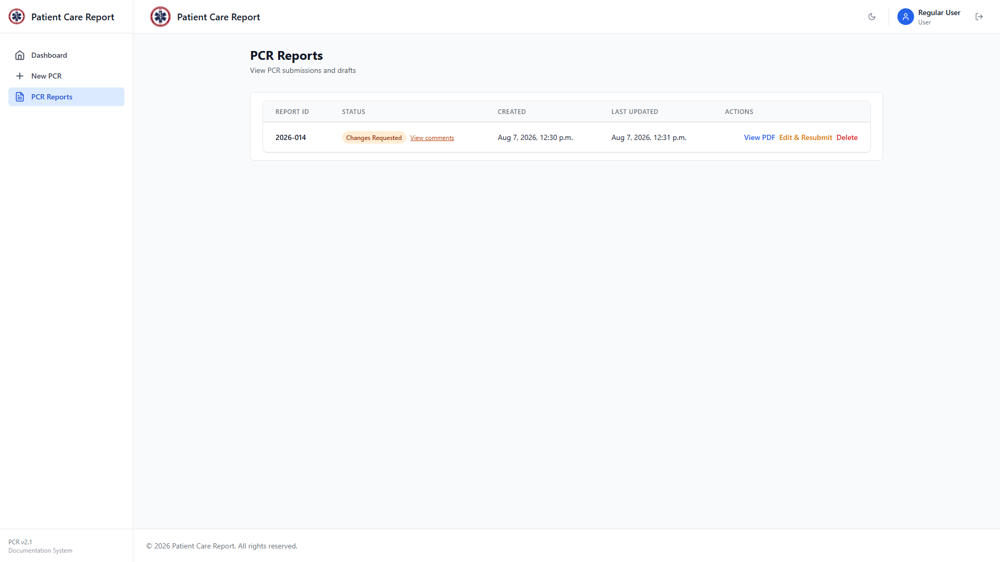 Patient Care Report
Patient Care Report
Regular User
User
Dashboard
New PCR
PCR Reports
PCR Reports
View PCR submissions and drafts
REPORT ID STATUS CREATED LAST UPDATED ACTIONS
2026-014 Changes Requested View comments Aug 7, 2026, 12:30 p.m. Aug 7, 2026, 12:31 p.m. View PDF Edit & Resubmit Delete
PCR v2.1
Documentation System
© 2026 Patient Care Report. All rights reserved.